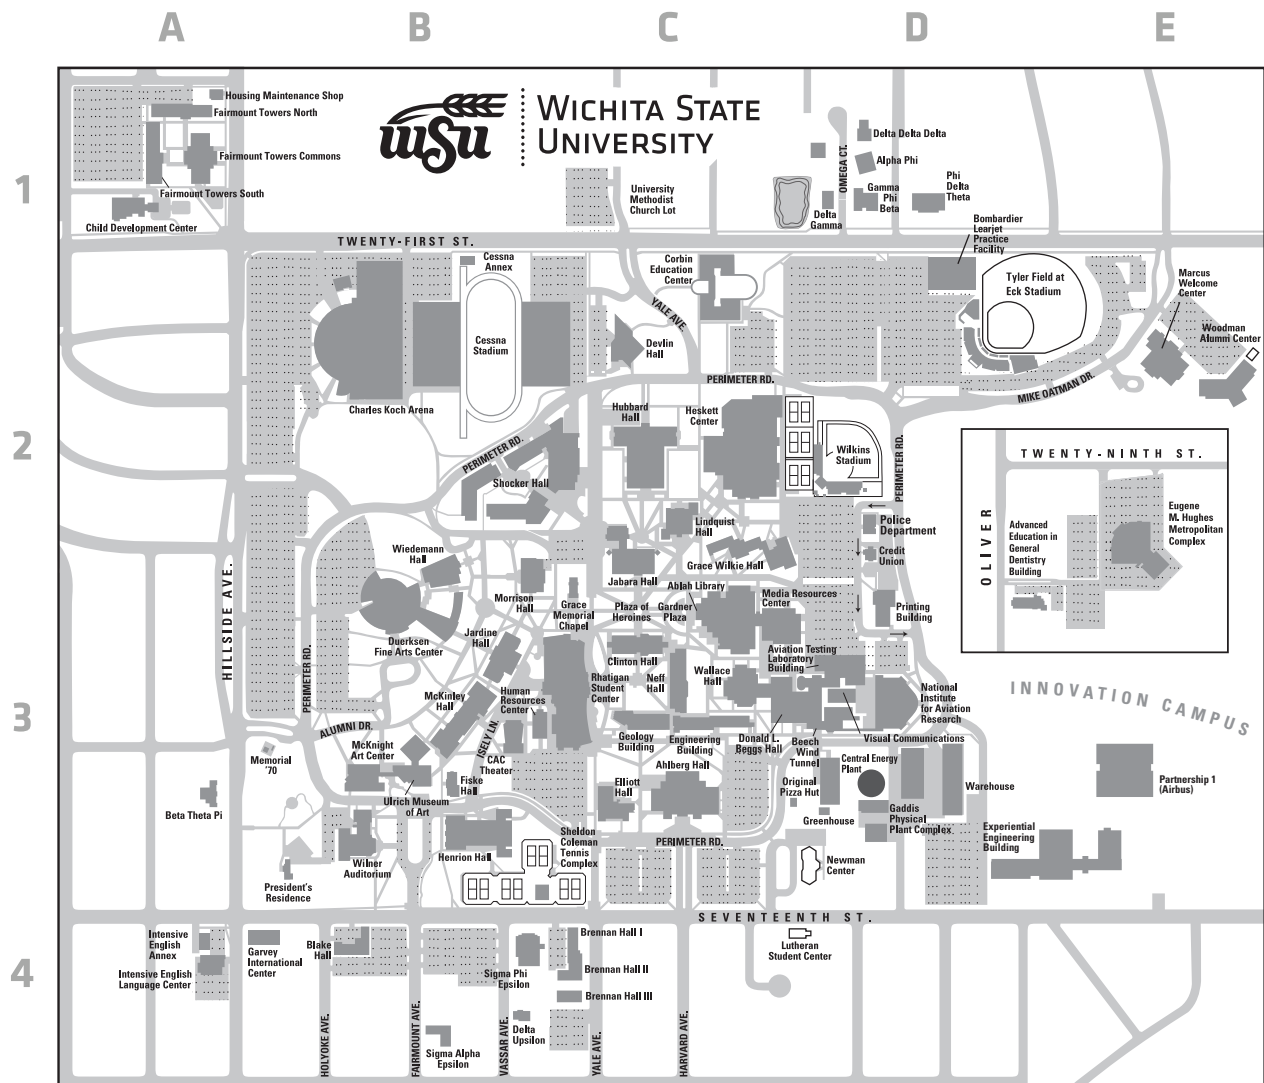 A
B
C
D
E
1
2
3
4
wsu
WICHITA STATE
UNIVERSITY
Housing Maintenance Shop
Fairmount Towers North
Fairmount Towers Commons
Fairmount Towers South
Child Development Center
University
Methodist
Church Lot
OMEGA CT.
Delta Delta Delta
Alpha Phi
Gamma
Phi
Beta
Phi
Delta
Theta
Delta
Gamma
Bombardier
Learjet
Practice
Facility
TWENTY-FIRST ST.
Cessna
Annex
Corbin
Education
Center
YALE AVE.
Tyler Field at
Eck Stadium
Marcus
Welcome
Center
Woodman
Alumni Center
Cessna
Stadium
Devlin
Hall
Charles Koch Arena
PERIMETER RD.
MIKE OATMAN DR.
Hubbard
Hall
Heskett
Center
Wilkins
Stadium
PERIMETER RD.
PERIMETER RD.
Shocker Hall
TWENTY-NINTH ST.
OLIVER
Advanced
Education in
General
Dentistry
Building
Eugene
M. Hughes
Metropolitan
Complex
Lindquist
Hall
Police
Department
Credit
Union
Grace Wilkie Hall
Wiedemann
Hall
Morrison
Hall
Jabara Hall
Ablah Library
Media Resources
Center
Grace
Memorial
Chapel
Plaza of
Heroines
Gardner
Plaza
Printing
Building
HILLSIDE AVE.
PERIMETER RD.
Duerksen
Fine Arts Center
Jardine
Hall
Clinton Hall
Aviation Testing
Laboratory
Building
McKinley
Hall
Human
Resources
Center
Rhatigan
Student
Center
Neff
Hall
Wallace
Hall
National
Institute
for Aviation
Research
INNOVATION CAMPUS
ALUMNI DR.
ISELY LN.
McKnight
Art Center
Memorial
'70
CAC
Theater
Geology
Building
Engineering
Building
Donald L.
Beggs Hall
Beech
Wind
Tunnel
Visual Communications
Ahlberg Hall
Central Energy
Plant
Fiske
Hall
Elliott
Hall
Original
Pizza Hut
Warehouse
Partnership 1
(Airbus)
Ulrich Museum
of Art
Beta Theta Pi
Greenhouse
Gaddis
Physical
Plant Complex
Experiential
Engineering
Building
Sheldon
Coleman
Tennis
Complex
PERIMETER RD.
Henrion Hall
Wilner
Auditorium
Newman
Center
President's
Residence
SEVENTEENTH ST.
Intensive
English
Annex
Garvey
International
Center
Blake
Hall
Brennan Hall I
Lutheran
Student Center
Intensive English
Language Center
Sigma Phi
Epsilon
Brennan Hall II
Brennan Hall III
HOLYOKE AVE.
FAIRMOUNT AVE.
VASSAR AVE.
YALE AVE.
HARVARD AVE.
Delta
Upsilon
Sigma Alpha
Epsilon